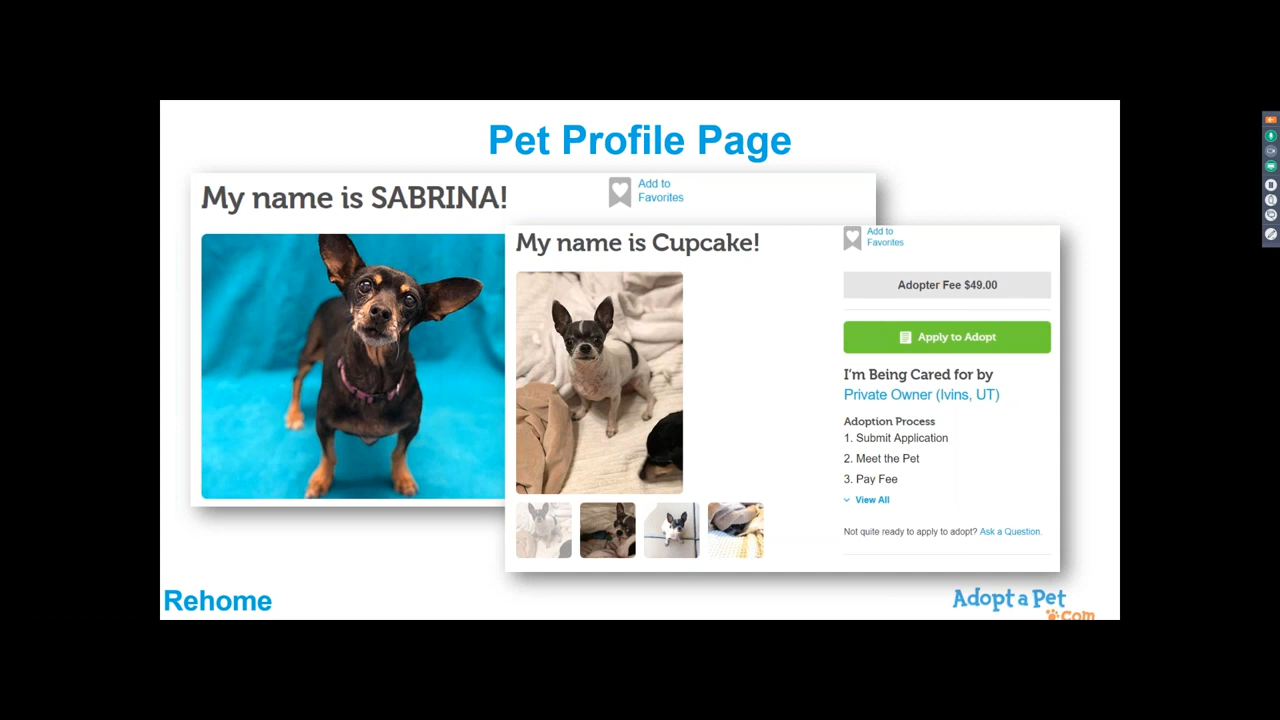 Pet Profile Page
My name is SABRINA!
Add to
Favorites
My name is Cupcake!
Add to
Favorites
Adopter Fee $49.00
Apply to Adopt
I'm Being Cared for by
Private Owner (Ivins, UT)
Adoption Process
1. Submit Application
2. Meet the Pet
3. Pay Fee
View All
Not quite ready to apply to adopt? Ask a Question.
Rehome
Adopt a Pet
.com